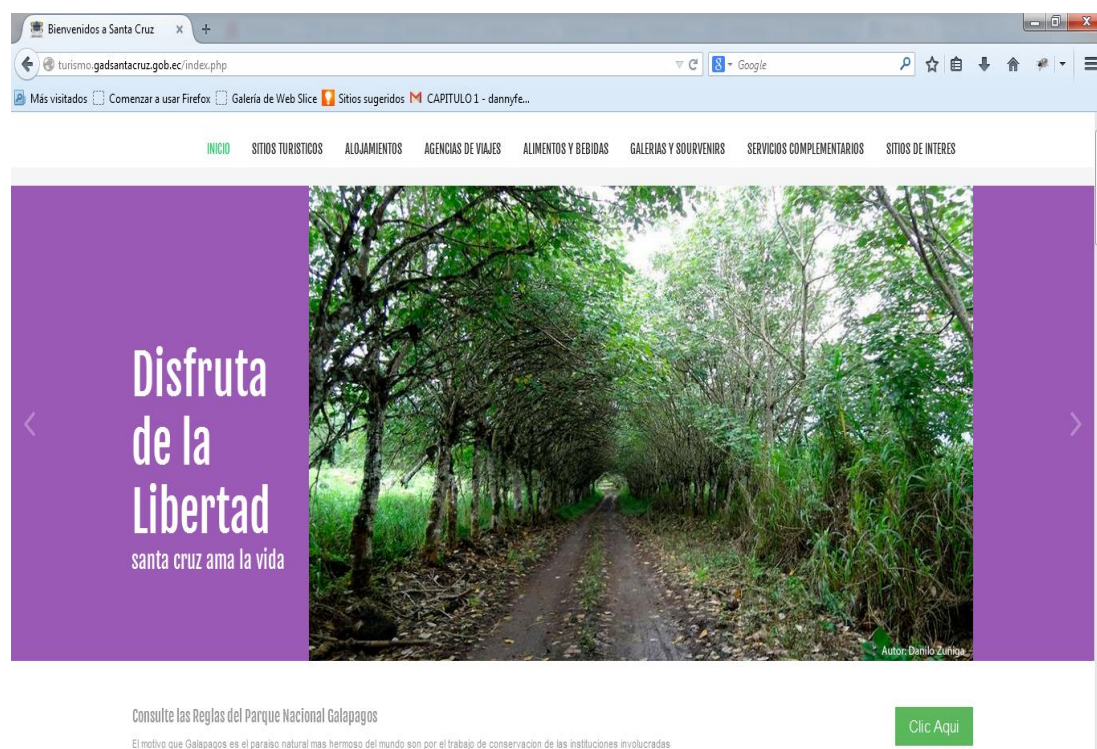 Bienvenidos a Santa Cruz x +
turismo.gadsantacruz.gob.ec/index.php
8 Google
Más visitados Comenzar a usar Firefox Galería de Web Slice Sitios sugeridos M CAPITULO 1 - dannyfe...
INICIO SITIOS TURISTICOS ALOJAMIENTOS AGENCIAS DE VIAJES ALIMENTOS Y BEBIDAS GALERIAS Y SOURVENIRS SERVICIOS COMPLEMENTARIOS SITIOS DE INTERES
Disfruta
de la
Libertad
santa cruz ama la vida
Autor: Danilo Zuñiga
Consulte las Reglas del Parque Nacional Galapagos
Clic Aqui
El motivo que Galapagos es el paraiso natural mas hermoso del mundo son por el trabajo de conservacion de las instituciones involucradas